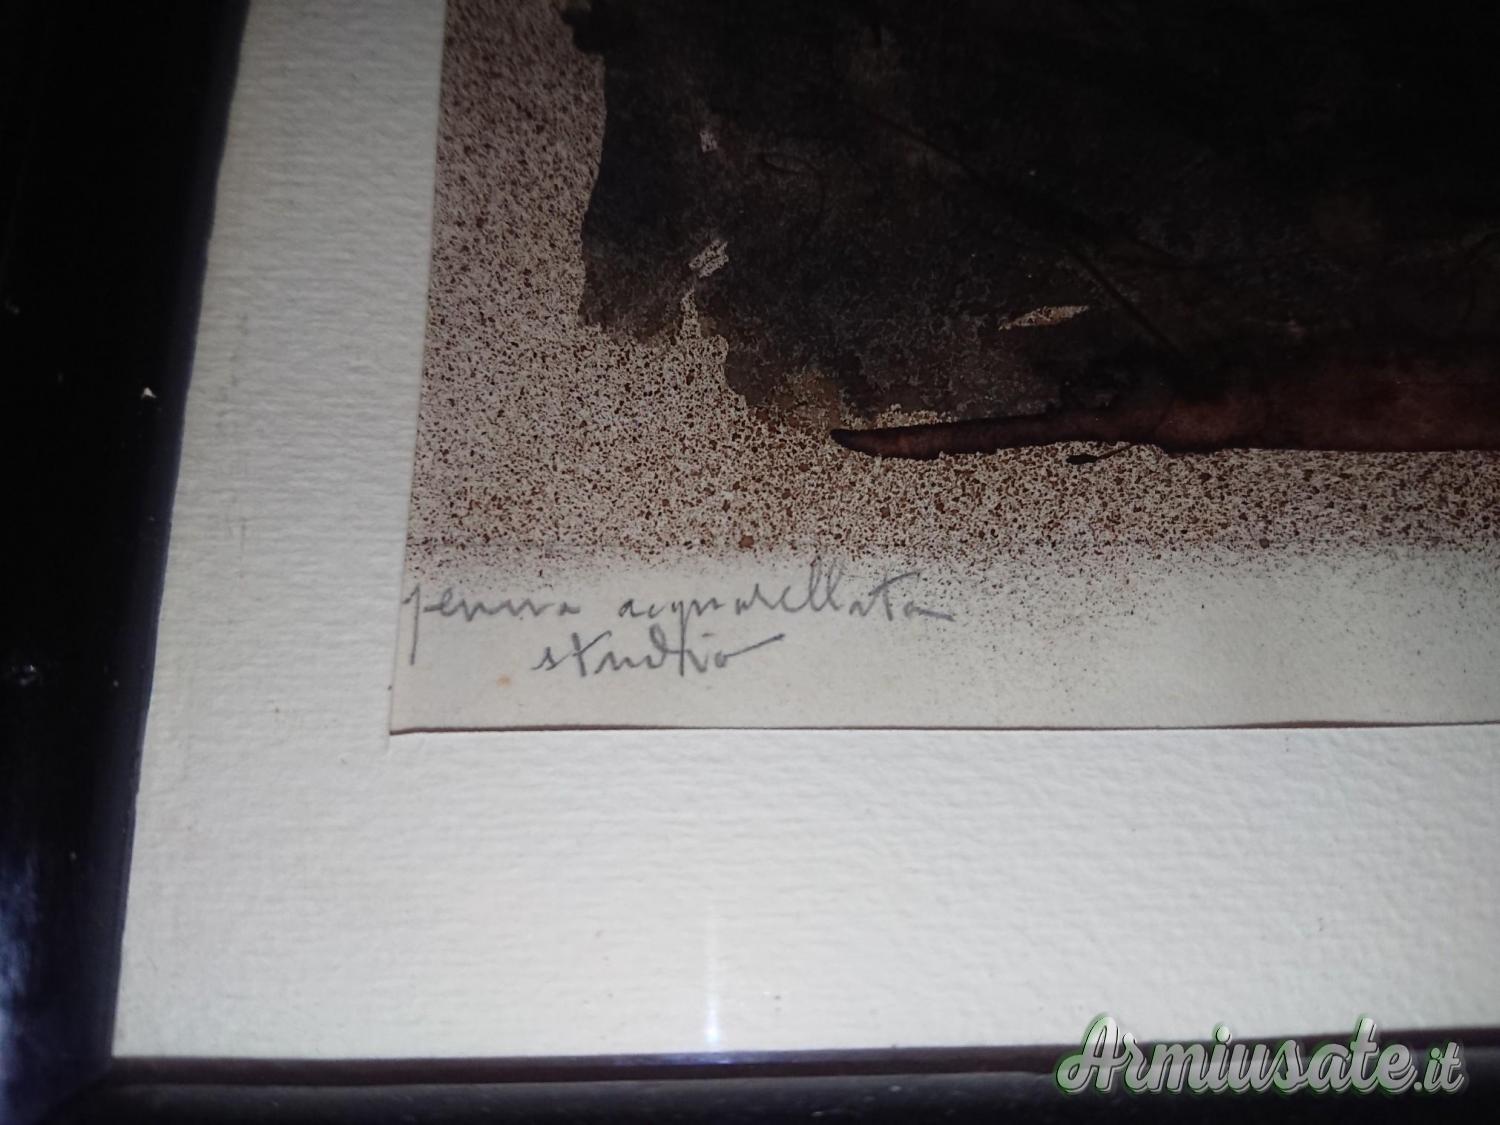 penna acquarellata
studio
Armiusate.it